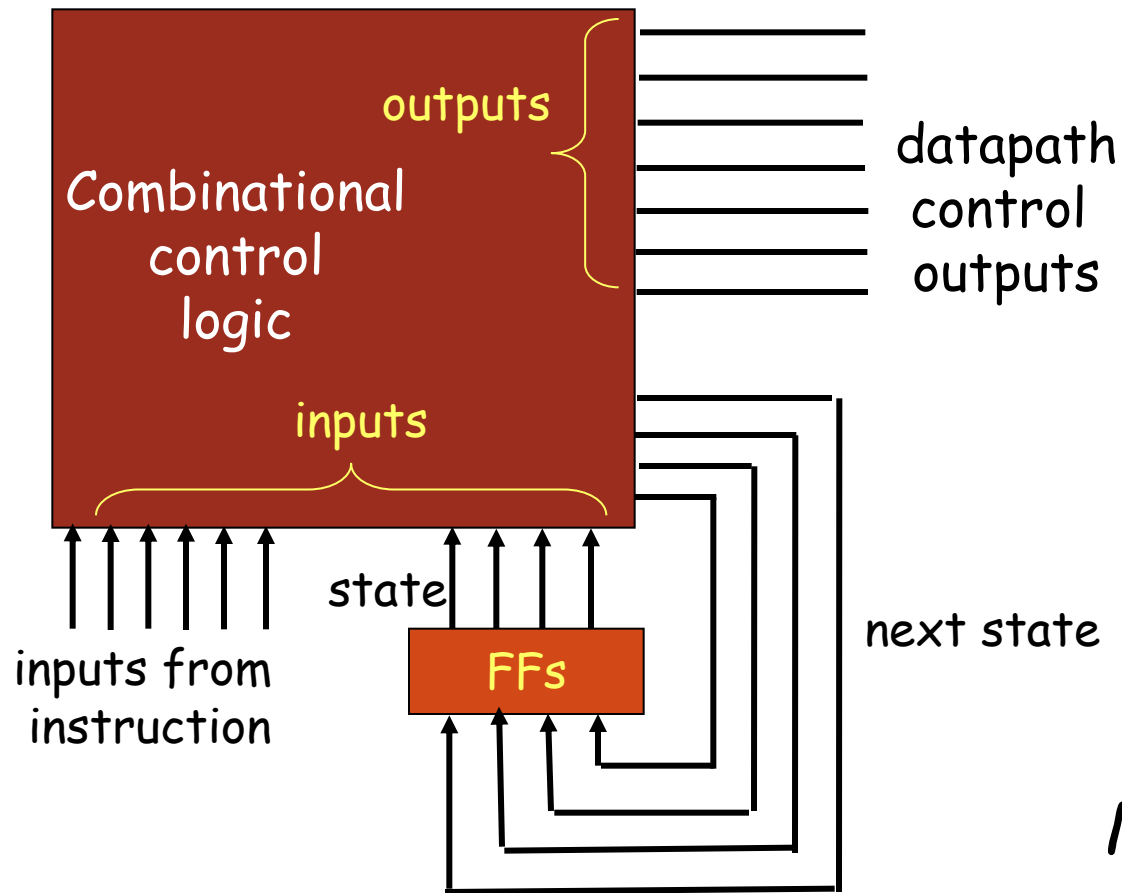 outputs
Combinational
control
logic
datapath
control
outputs
inputs
state
FFs
next state
inputs from
instruction